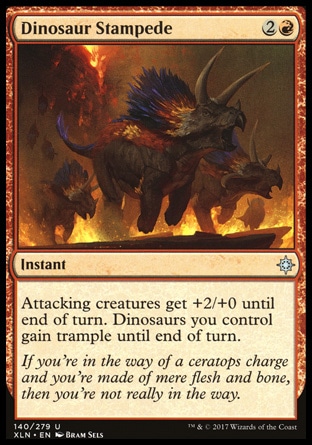 Dinosaur Stampede 2
Instant
Attacking creatures get +2/+0 until
end of turn. Dinosaurs you control
gain trample until end of turn.
If you're in the way of a ceratops charge
and you're made of mere flesh and bone,
then you're not really in the way.
140/279 U
XLN • EN Bram Sels
™ & © 2017 Wizards of the Coast